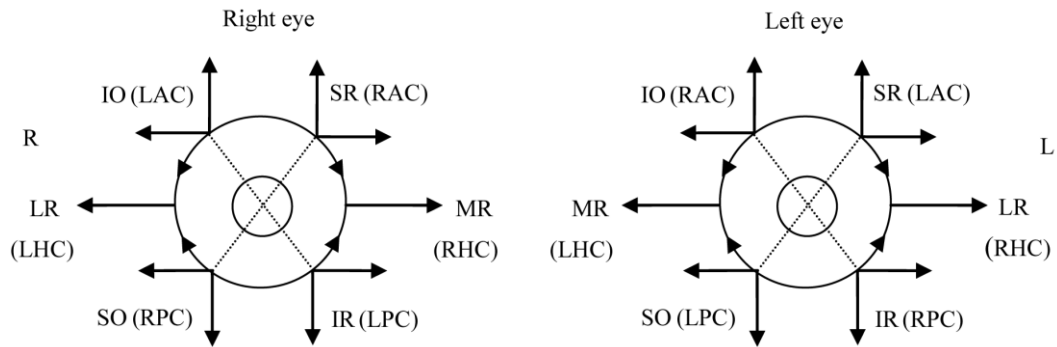 Right eye
IO (LAC)
SR (RAC)
R
LR
(LHC)
MR
(RHC)
SO (RPC)
IR (LPC)
Left eye
IO (RAC)
SR (LAC)
L
MR
(LHC)
LR
(RHC)
SO (LPC)
IR (RPC)